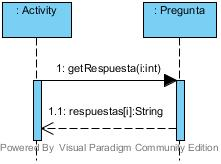 : Activity
: Pregunta
1: getRespuesta(i:int)
1.1: respuestas[i]:String
Powered By Visual Paradigm Community Edition